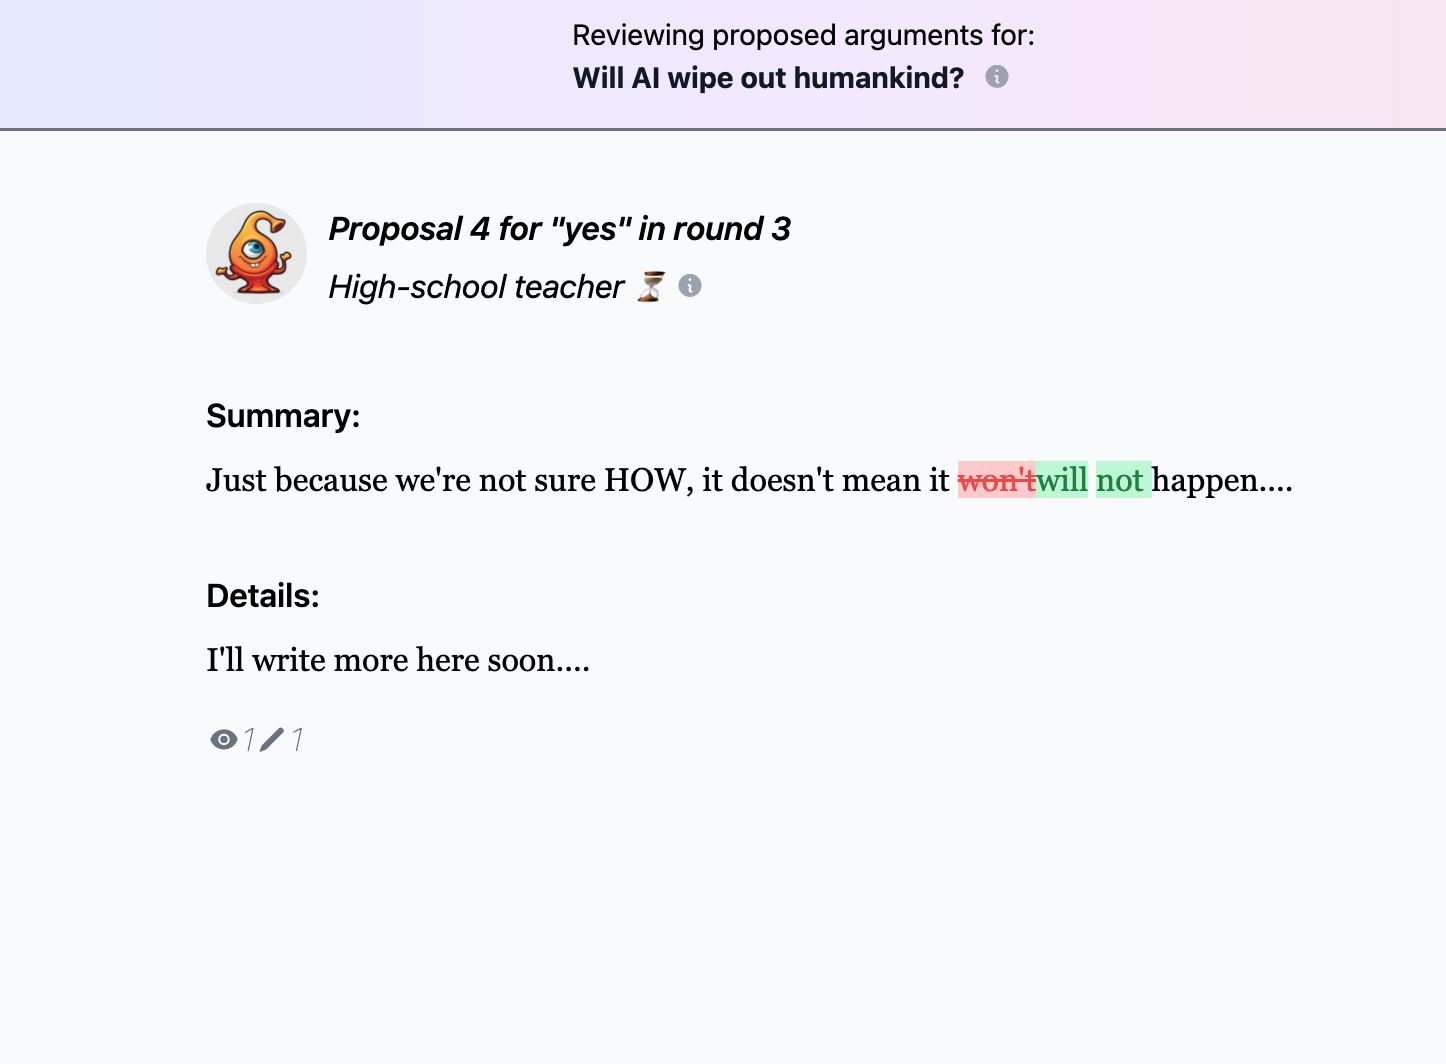 Reviewing proposed arguments for:
Will AI wipe out humankind?
Proposal 4 for "yes" in round 3
High-school teacher ⏳
Summary:
Just because we're not sure HOW, it doesn't mean it won'twill not happen....
Details:
I'll write more here soon....
1 1